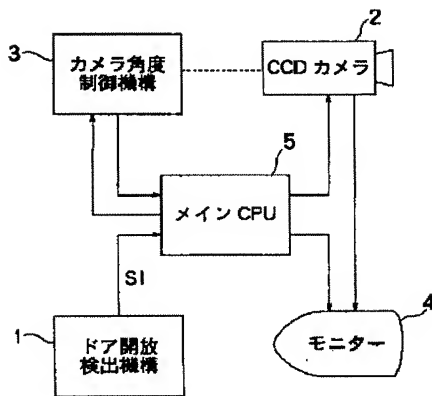 2
3
カメラ角度
制御機構
CCD カメラ
5
メイン CPU
SI
1
ドア開放
検出機構
モニター
4